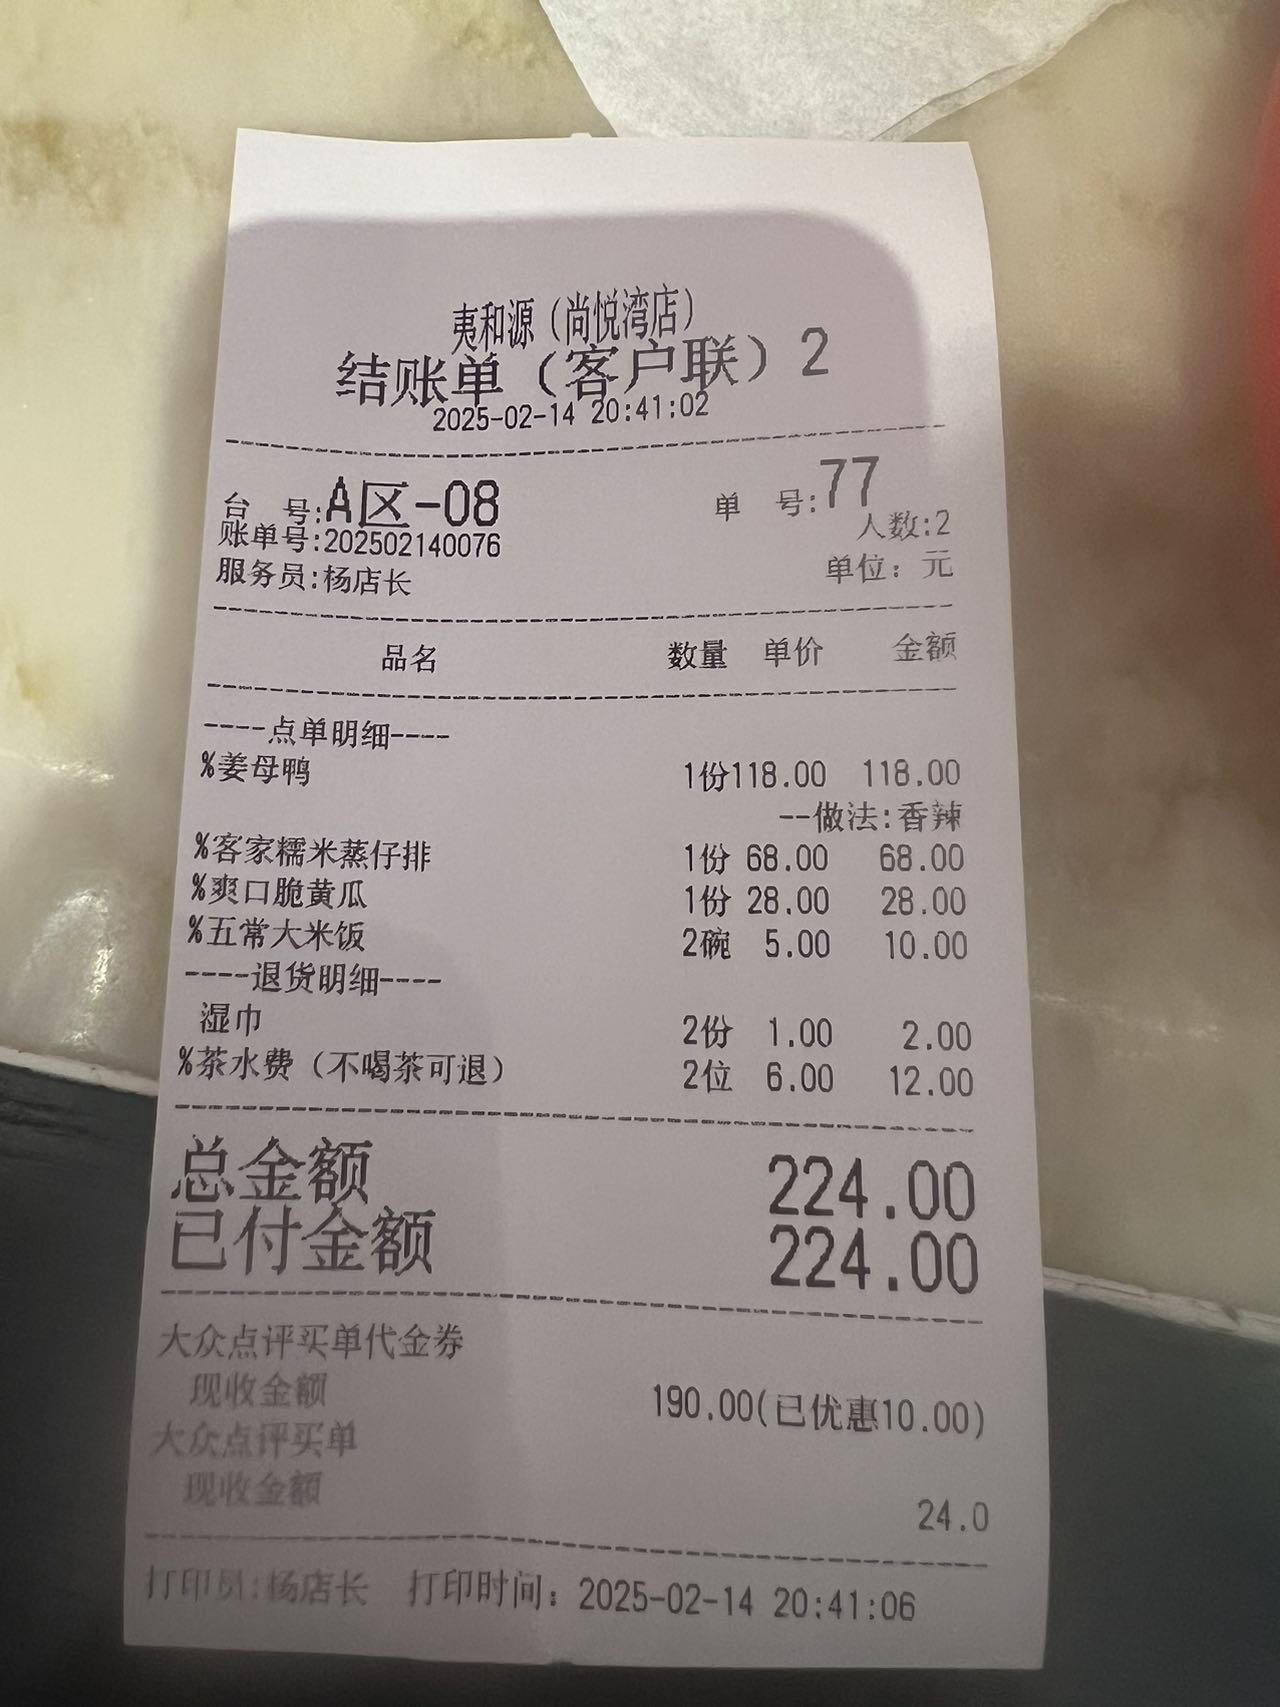 夷和源（尚悦湾店）
结账单（客户联）2
2025-02-14 20:41:02
台 号:A区-08 单 号:77
人数:2
账单号:202502140076
服务员:杨店长 单位：元
品名 数量 单价 金额
----点单明细----
%姜母鸭 1份118.00 118.00
--做法:香辣
%客家糯米蒸仔排 1份 68.00 68.00
%爽口脆黄瓜 1份 28.00 28.00
%五常大米饭 2碗 5.00 10.00
----退货明细----
湿巾 2份 1.00 2.00
%茶水费（不喝茶可退） 2位 6.00 12.00
总金额 224.00
已付金额 224.00
大众点评买单代金券
现收金额 190.00(已优惠10.00)
大众点评买单
现收金额 24.0
打印员:杨店长 打印时间：2025-02-14 20:41:06